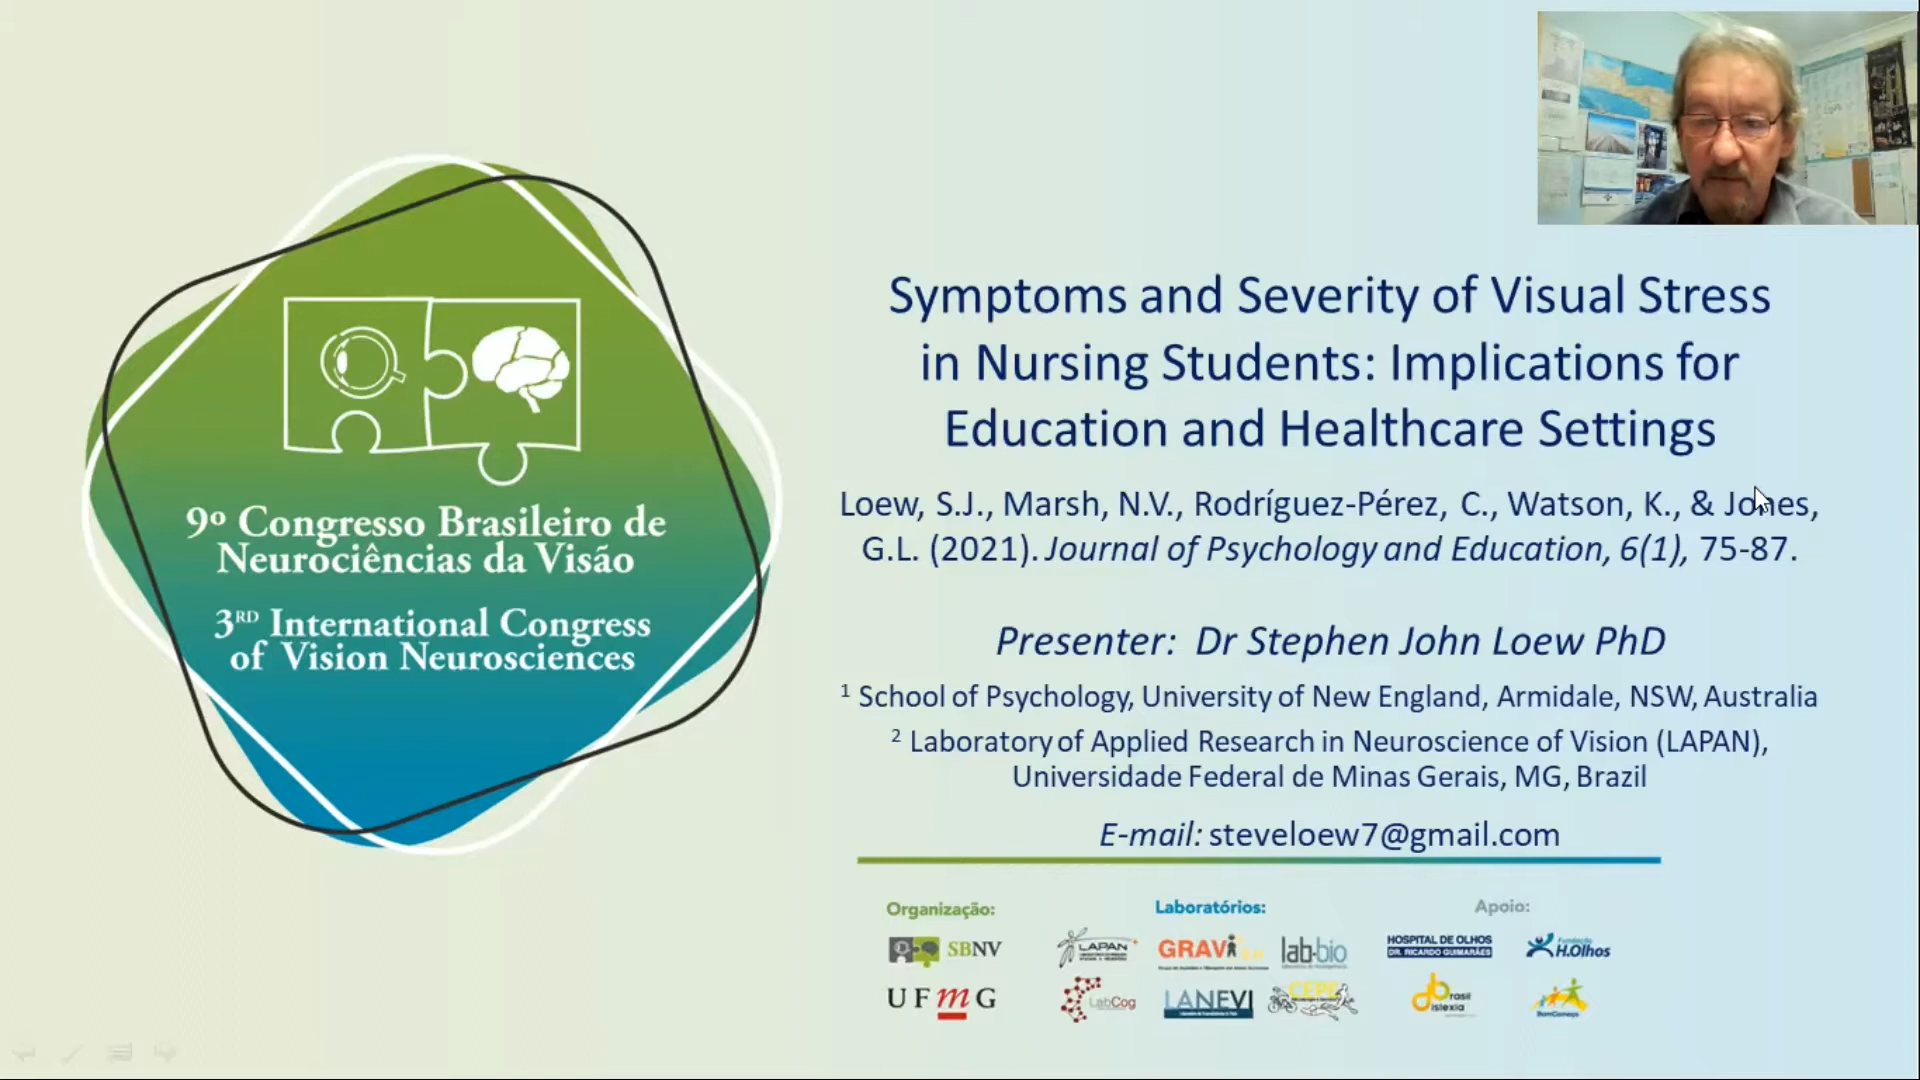 9º Congresso Brasileiro de
Neurociências da Visão
3RD International Congress
of Vision Neurosciences
Symptoms and Severity of Visual Stress
in Nursing Students: Implications for
Education and Healthcare Settings
Loew, S.J., Marsh, N.V., Rodríguez-Pérez, C., Watson, K., & Jones,
G.L. (2021). Journal of Psychology and Education, 6(1), 75-87.
Presenter: Dr Stephen John Loew PhD
1 School of Psychology, University of New England, Armidale, NSW, Australia
2 Laboratory of Applied Research in Neuroscience of Vision (LAPAN),
Universidade Federal de Minas Gerais, MG, Brazil
E-mail: steveloew7@gmail.com
Organização:
Laboratórios:
Apoio:
SBNV
LAPAN
GRAVI
lab-bio
HOSPITAL DE OLHOS
DR. RICARDO GUIMARÃES
Fundação
H.Olhos
UFmG
LabCog
LANEVI
CEPE
Brasil
dislexia
BomComeço